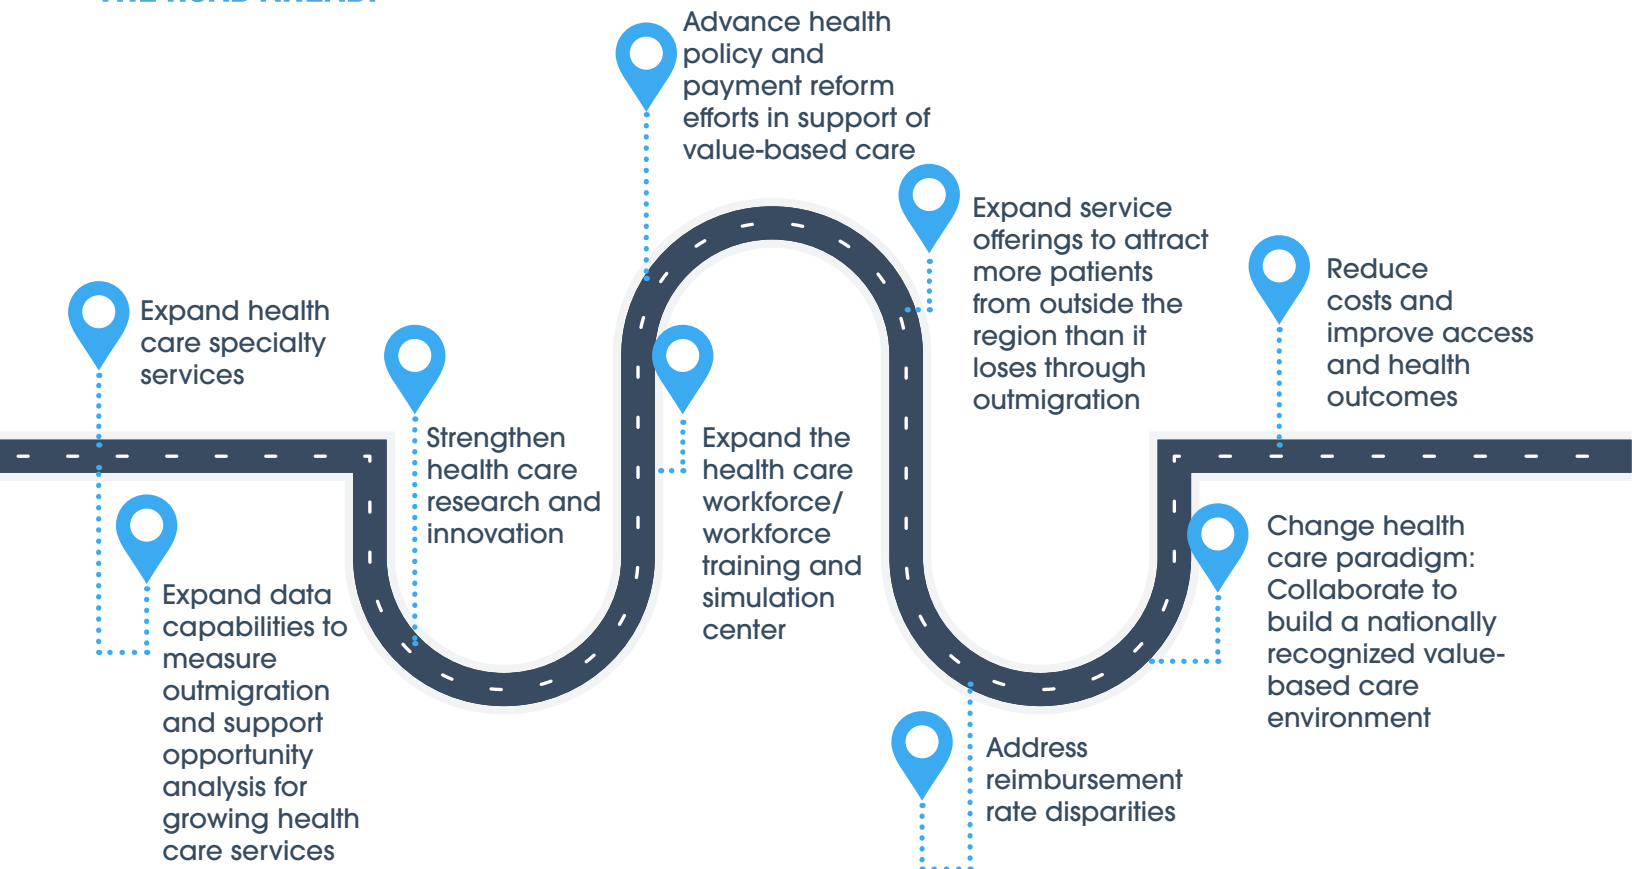 THE ROAD AHEAD:
Expand health
care specialty
services
Expand data
capabilities to
measure
outmigration
and support
opportunity
analysis for
growing health
care services
Strengthen
health care
research and
innovation
Expand the
health care
workforce/
workforce
training and
simulation
center
Advance health
policy and
payment reform
efforts in support of
value-based care
Expand service
offerings to attract
more patients
from outside the
region than it
loses through
outmigration
Address
reimbursement
rate disparities
Change health
care paradigm:
Collaborate to
build a nationally
recognized value-
based care
environment
Reduce
costs and
improve access
and health
outcomes